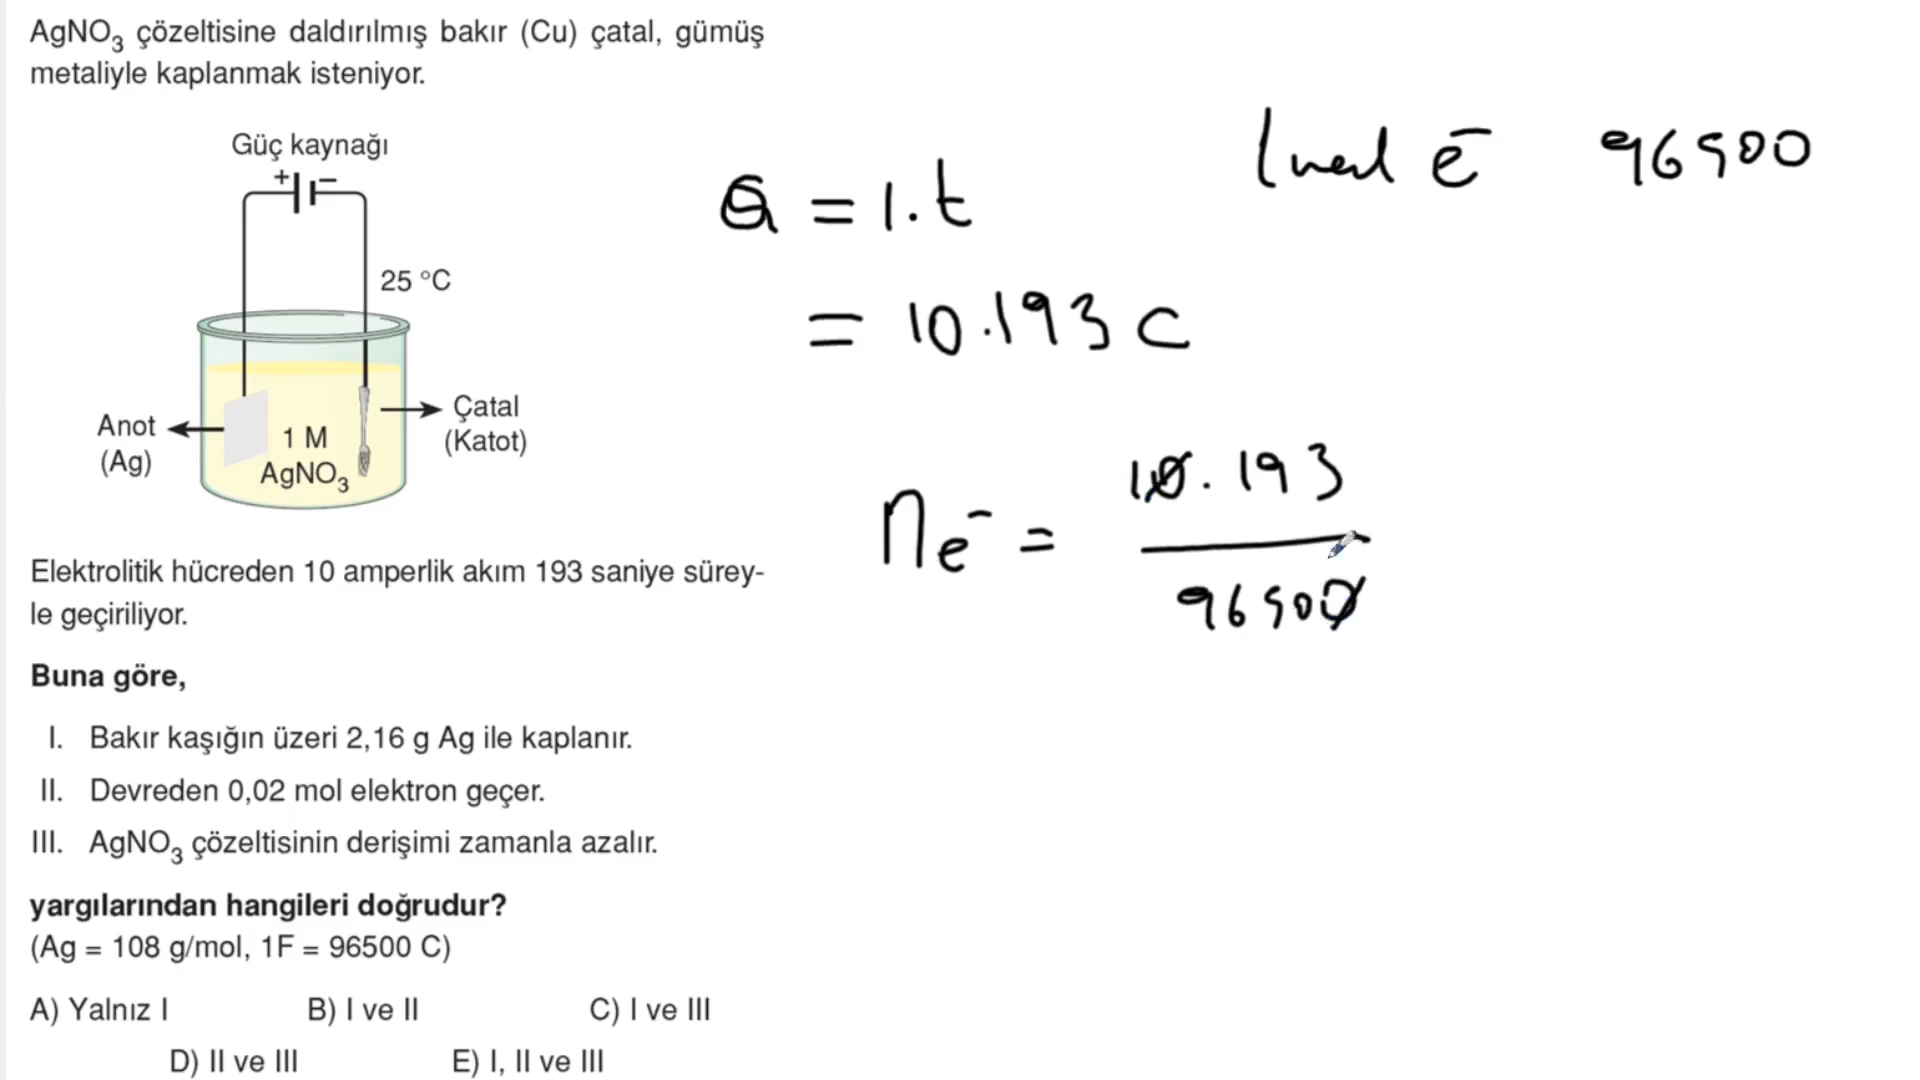 AgNO₃ çözeltisine daldırılmış bakır (Cu) çatal, gümüş
metaliyle kaplanmak isteniyor.
Güç kaynağı
+ −
25 °C
Anot
(Ag)
1 M
AgNO₃
Çatal
(Katot)
Elektrolitik hücreden 10 amperlik akım 193 saniye sürey-
le geçiriliyor.
Buna göre,
I. Bakır kaşığın üzeri 2,16 g Ag ile kaplanır.
II. Devreden 0,02 mol elektron geçer.
III. AgNO₃ çözeltisinin derişimi zamanla azalır.
yargılarından hangileri doğrudur?
(Ag = 108 g/mol, 1F = 96500 C)
A) Yalnız I B) I ve II C) I ve III
D) II ve III E) I, II ve III
Q = I.t
= 10.193 C
1 mol e⁻ 96500
ne⁻ =
10.193
96500